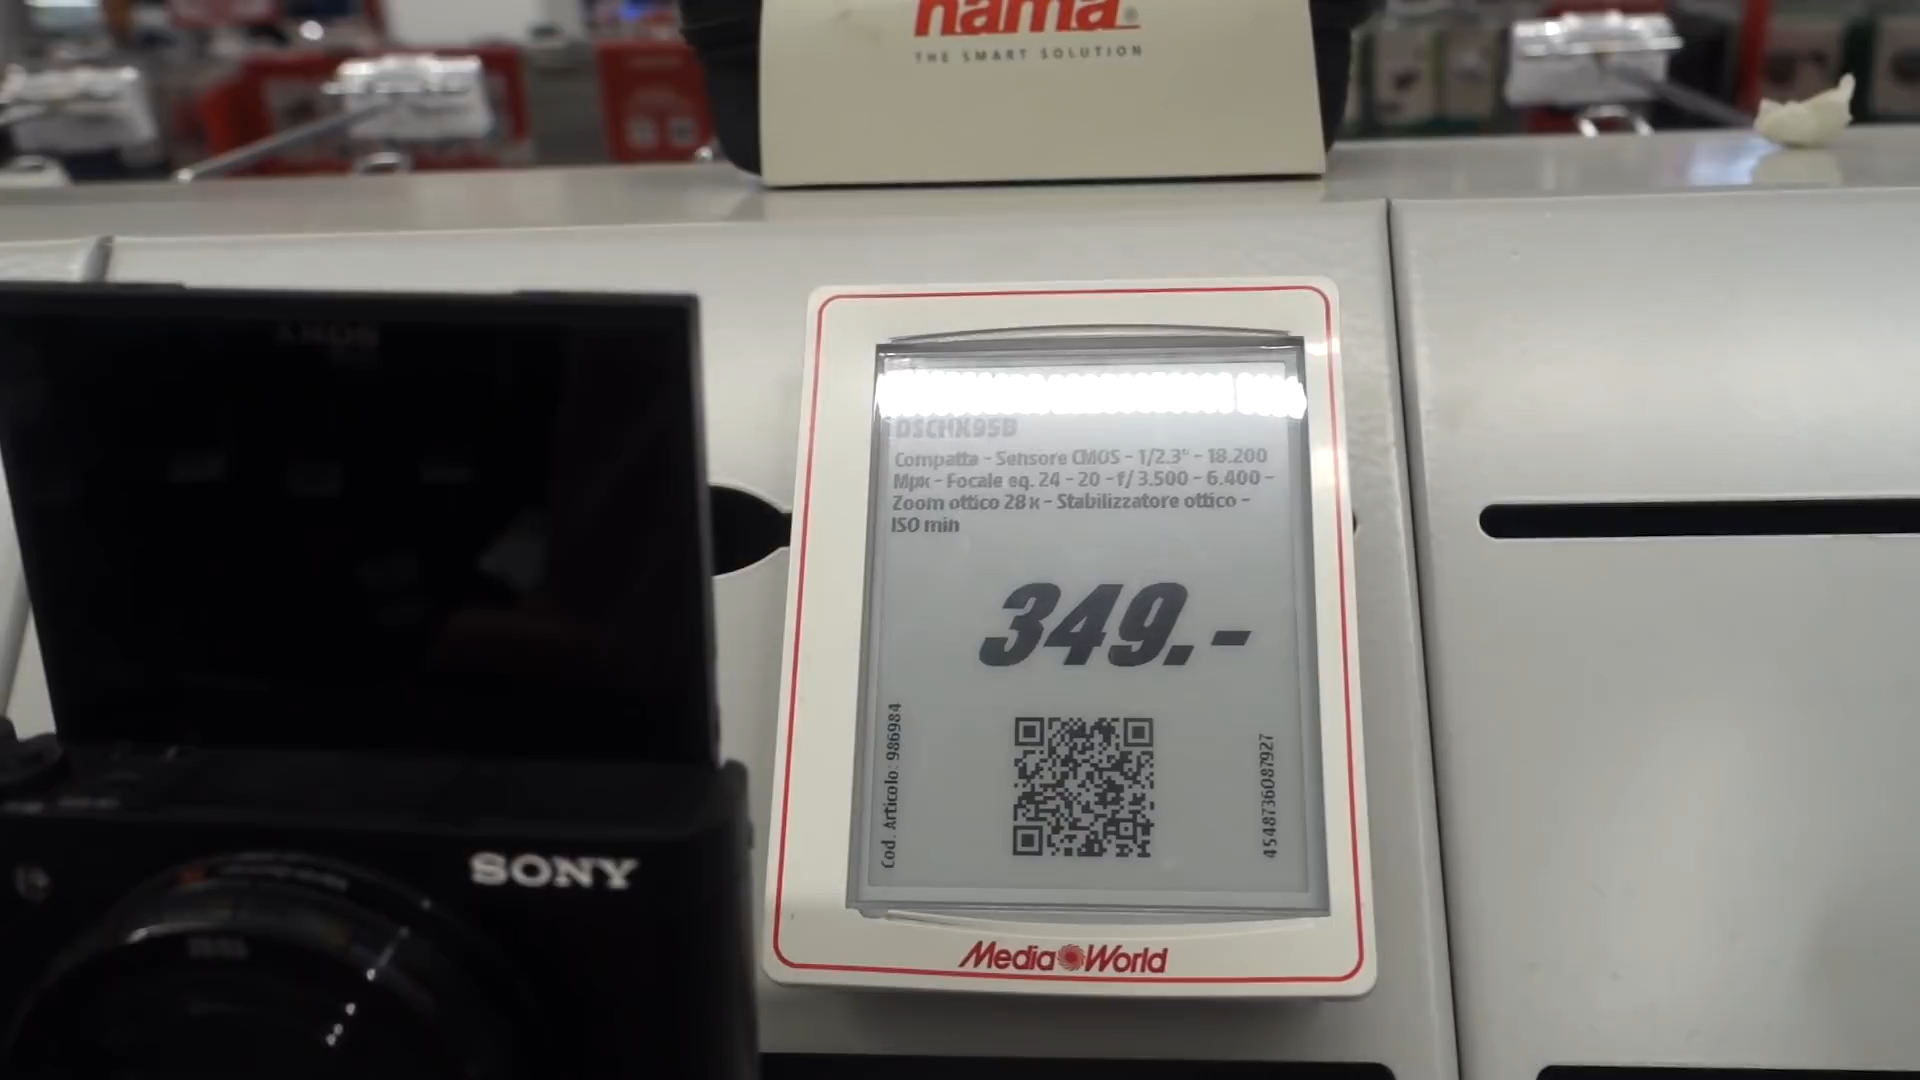 hama®
THE SMART SOLUTION
DSCHX95B
Compatta - Sensore CMOS - 1/2.3" - 18.200
Mpx - Focale eq. 24 - 20 - f/ 3.500 - 6.400 -
Zoom ottico 28 x - Stabilizzatore ottico -
ISO min
349.-
Cod. Articolo: 986984
4548736087927
MediaWorld
SONY